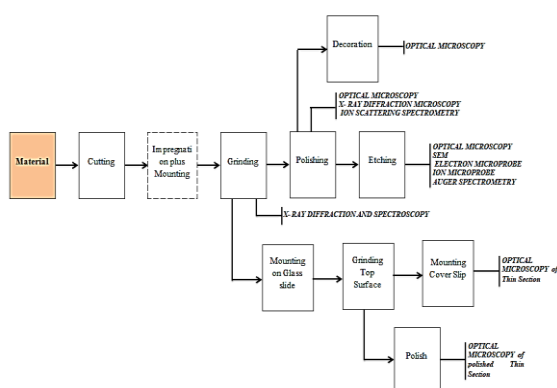 Decoration
OPTICAL MICROSCOPY
OPTICAL MICROSCOPY
X- RAY DIFFRACTION MICROSCOPY
ION SCATTERING SPECTROMETRY
Material
Cutting
Impregnati
on plus
Mounting
Grinding
Polishing
Etching
OPTICAL MICROSCOPY
SEM
ELECTRON MICROPROBE
ION MICROPROBE
AUGER SPECTROMETRY
X- RAY DIFFRACTION AND SPECTROSCOPY
Mounting
on Glass
slide
Grinding
Top
Surface
Mounting
Cover Slip
OPTICAL
MICROSCOPY of
Thin Section
Polish
OPTICAL
MICROSCOPY of
polished Thin
Section